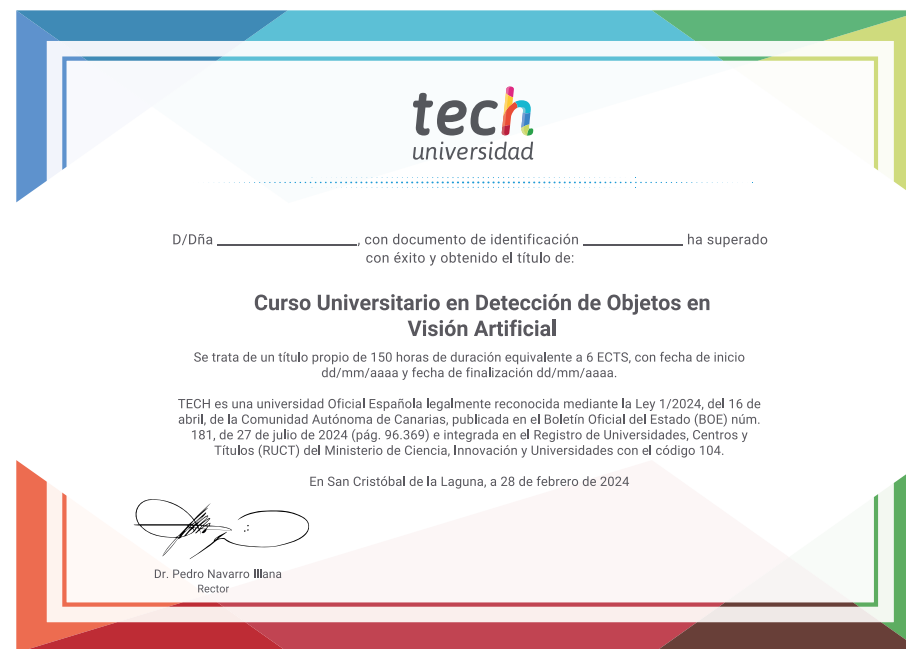 tech
universidad
D/Dña ____________________, con documento de identificación ______________ ha superado
con éxito y obtenido el título de:
Curso Universitario en Detección de Objetos en
Visión Artificial
Se trata de un título propio de 150 horas de duración equivalente a 6 ECTS, con fecha de inicio
dd/mm/aaaa y fecha de finalización dd/mm/aaaa.
TECH es una universidad Oficial Española legalmente reconocida mediante la Ley 1/2024, del 16 de
abril, de la Comunidad Autónoma de Canarias, publicada en el Boletín Oficial del Estado (BOE) núm.
181, de 27 de julio de 2024 (pág. 96.369) e integrada en el Registro de Universidades, Centros y
Títulos (RUCT) del Ministerio de Ciencia, Innovación y Universidades con el código 104.
En San Cristóbal de la Laguna, a 28 de febrero de 2024
Dr. Pedro Navarro Illana
Rector